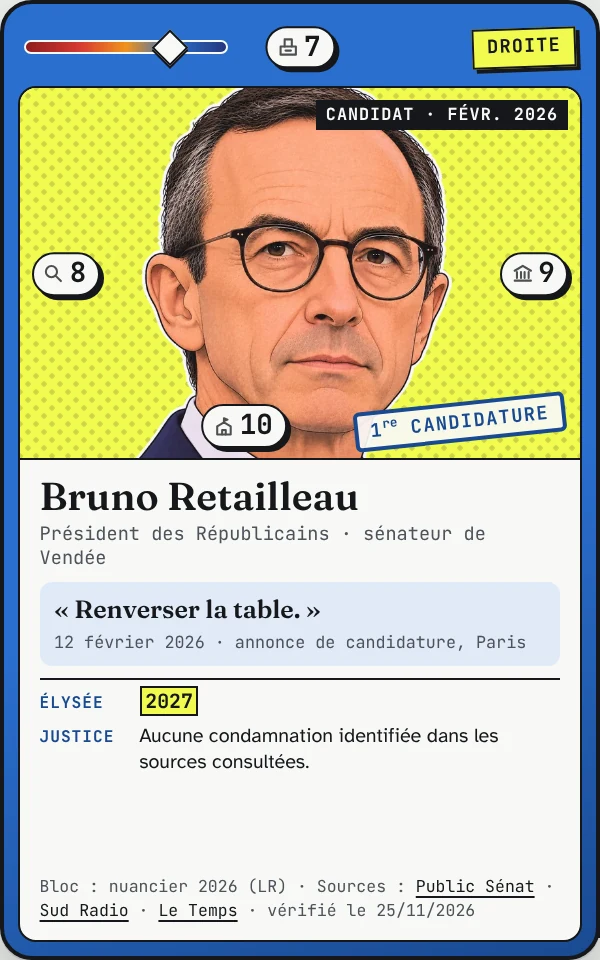 7
DROITE
CANDIDAT · FÉVR. 2026
8
9
10
1re CANDIDATURE
Bruno Retailleau
Président des Républicains · sénateur de
Vendée
« Renverser la table. »
12 février 2026 · annonce de candidature, Paris
ÉLYSÉE 2027
JUSTICE Aucune condamnation identifiée dans les
sources consultées.
Bloc : nuancier 2026 (LR) · Sources : Public Sénat ·
Sud Radio · Le Temps · vérifié le 25/11/2026